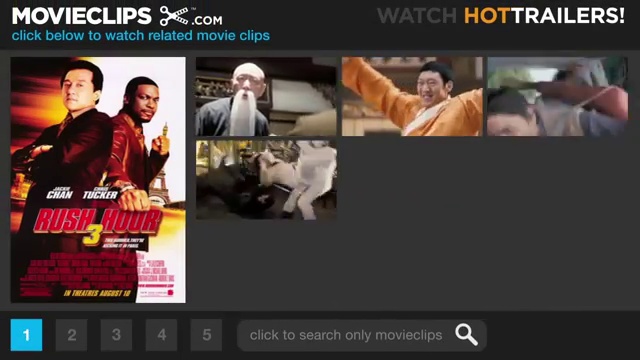 MOVIECLIPS™ .COM
WATCH HOTTRAILERS!
click below to watch related movie clips
JACKIE CHAN
CHRIS TUCKER
RUSH HOUR
3
IN THEATRES AUGUST 10
1 2 3 4 5
click to search only movieclips